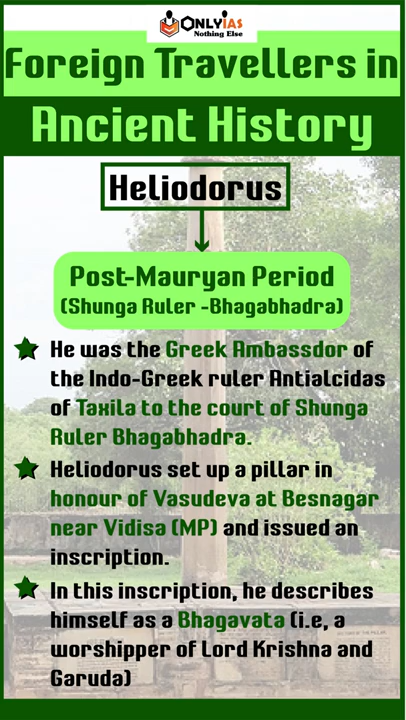 ONLYIAS
Nothing Else
Foreign Travellers in
Ancient History
Heliodorus
Post-Mauryan Period
(Shunga Ruler -Bhagabhadra)
He was the Greek Ambassdor of
the Indo-Greek ruler Antialcidas
of Taxila to the court of Shunga
Ruler Bhagabhadra.
Heliodorus set up a pillar in
honour of Vasudeva at Besnagar
near Vidisa (MP) and issued an
inscription.
In this inscription, he describes
himself as a Bhagavata (i.e, a
worshipper of Lord Krishna and
Garuda)